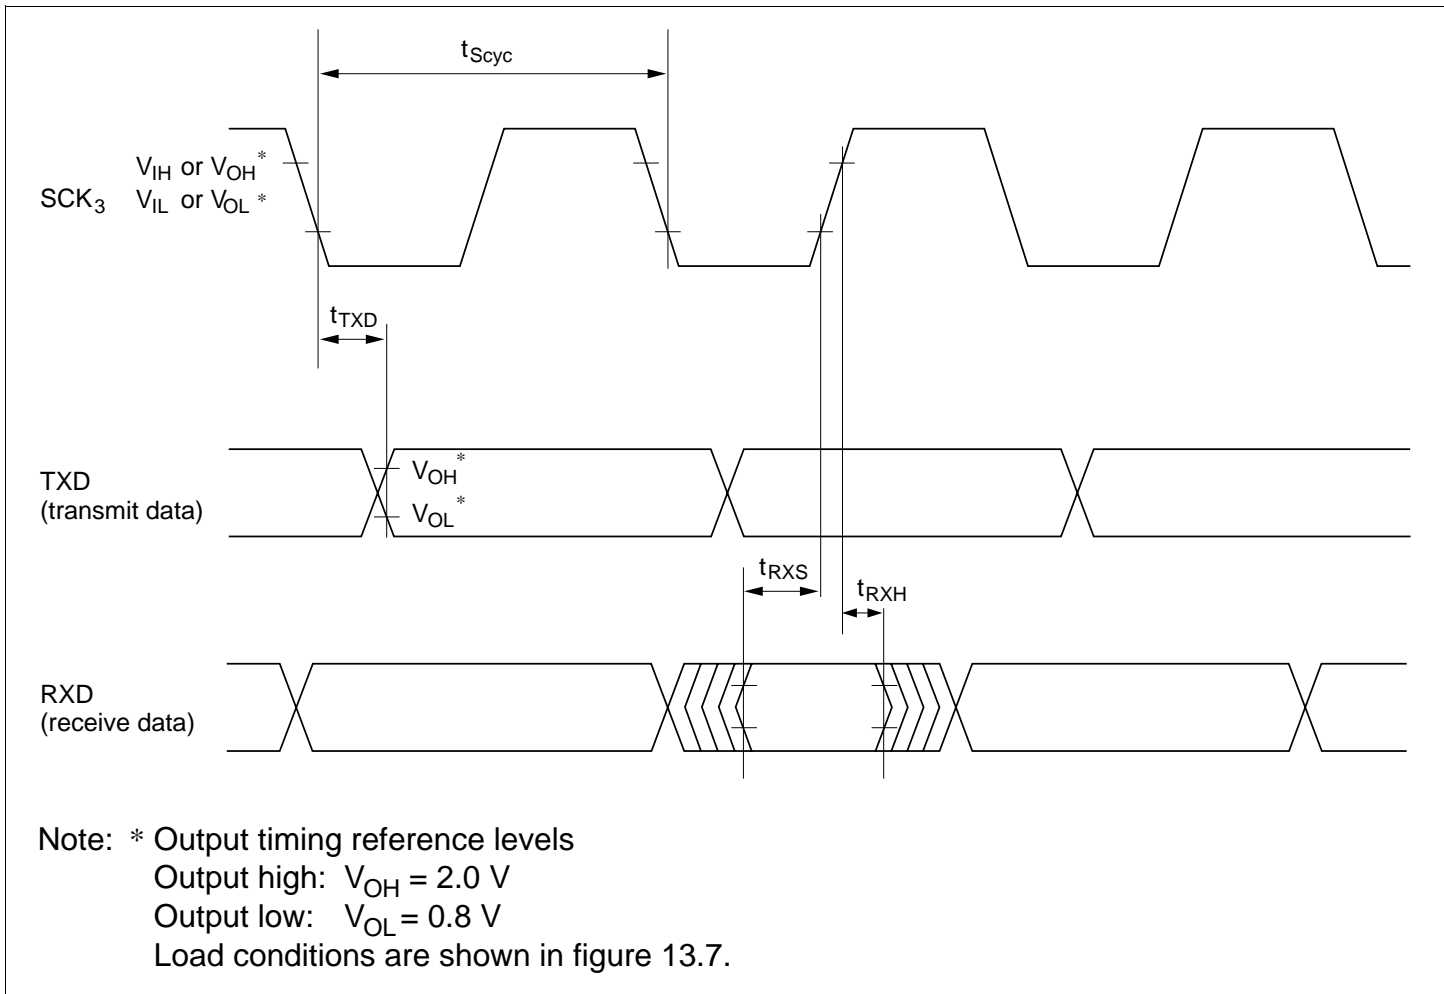 tScyc
VIH or VOH*
SCK3 VIL or VOL*
tTXD
TXD
(transmit data)
VOH*
VOL*
tRXS
tRXH
RXD
(receive data)
Note: * Output timing reference levels
Output high: VOH = 2.0 V
Output low: VOL = 0.8 V
Load conditions are shown in figure 13.7.